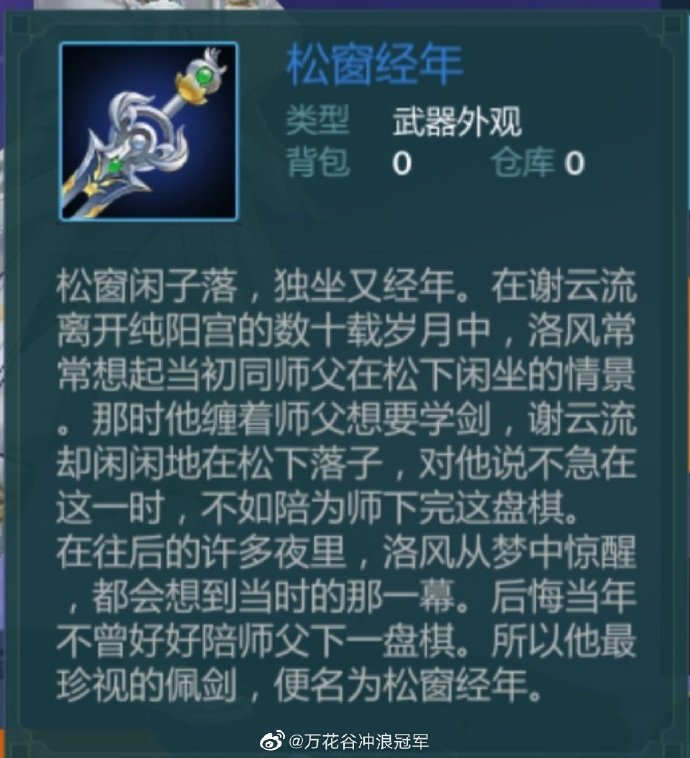 松窗经年
类型 武器外观
背包 0 仓库 0
松窗闲子落，独坐又经年。在谢云流
离开纯阳宫的数十载岁月中，洛风常
常想起当初同师父在松下闲坐的情景
。那时他缠着师父想要学剑，谢云流
却闲闲地在松下落子，对他说不急在
这一时，不如陪为师下完这盘棋。
在往后的许多夜里，洛风从梦中惊醒
，都会想到当时的那一幕。后悔当年
不曾好好陪师父下一盘棋。所以他最
珍视的佩剑，便名为松窗经年。
@万花谷冲浪冠军